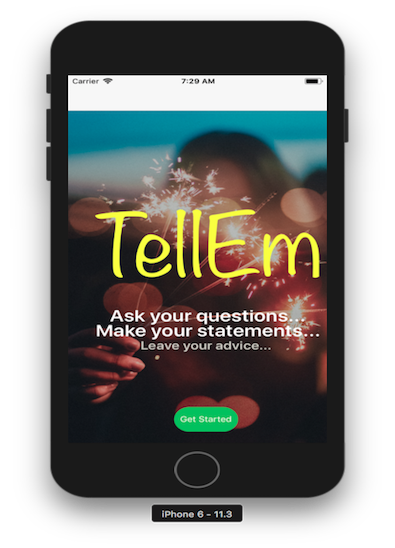 Carrier 7:29 AM
TellEm
Ask your questions...
Make your statements...
Leave your advice...
Get Started
iPhone 6 - 11.3